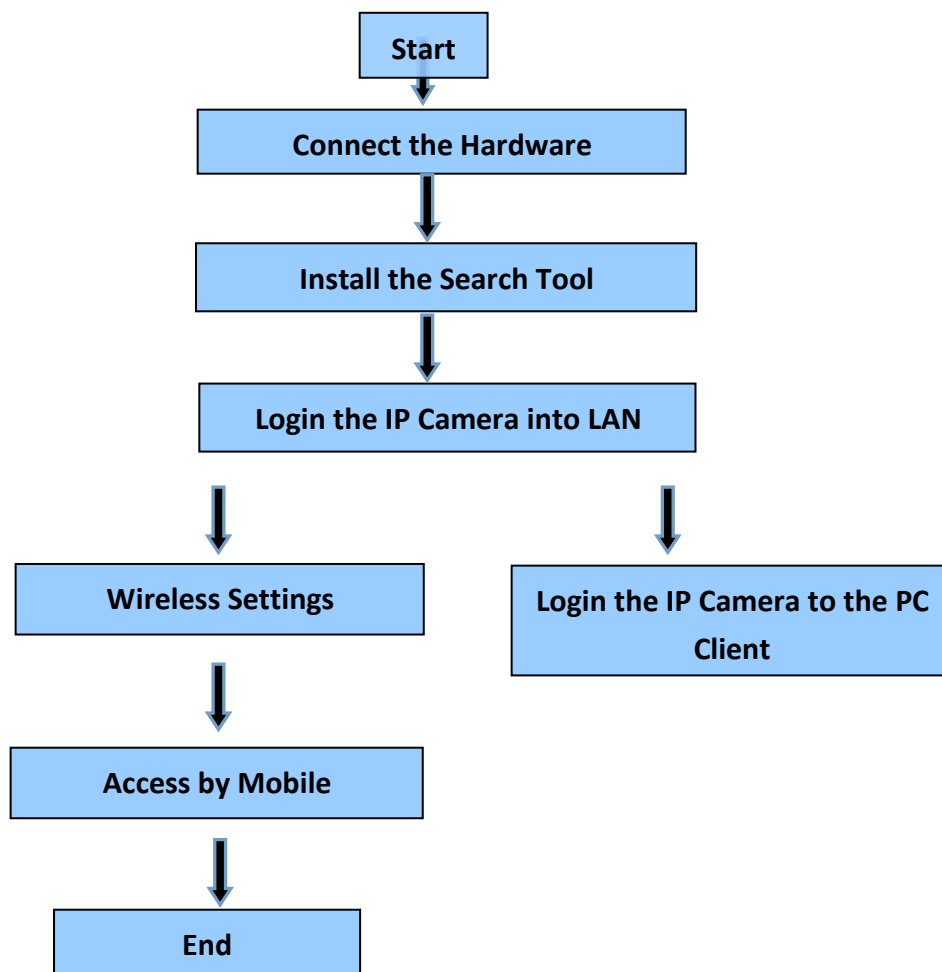 Start
Connect the Hardware
Install the Search Tool
Login the IP Camera into LAN
Wireless Settings
Login the IP Camera to the PC
Client
Access by Mobile
End